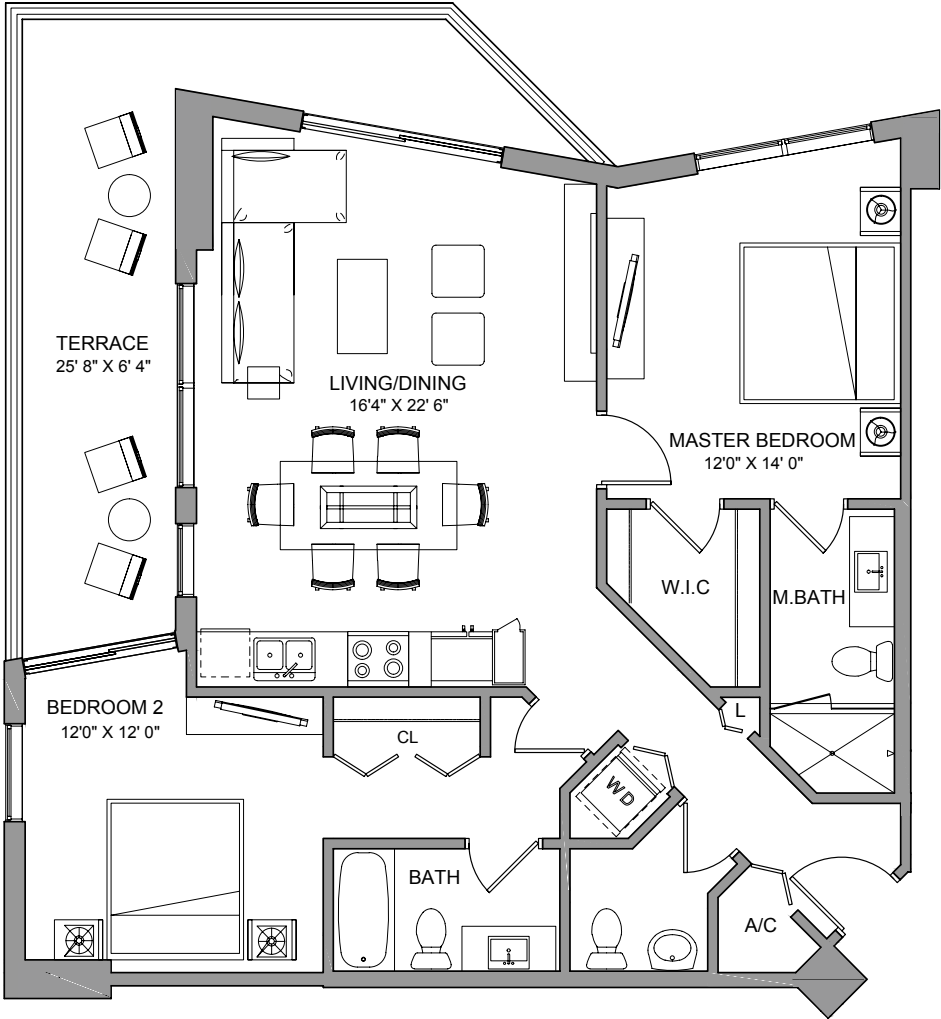 TERRACE
25' 8" X 6' 4"
LIVING/DINING
16'4" X 22' 6"
MASTER BEDROOM
12'0" X 14' 0"
W.I.C
M.BATH
L
BEDROOM 2
12'0" X 12' 0"
CL
WD
BATH
A/C